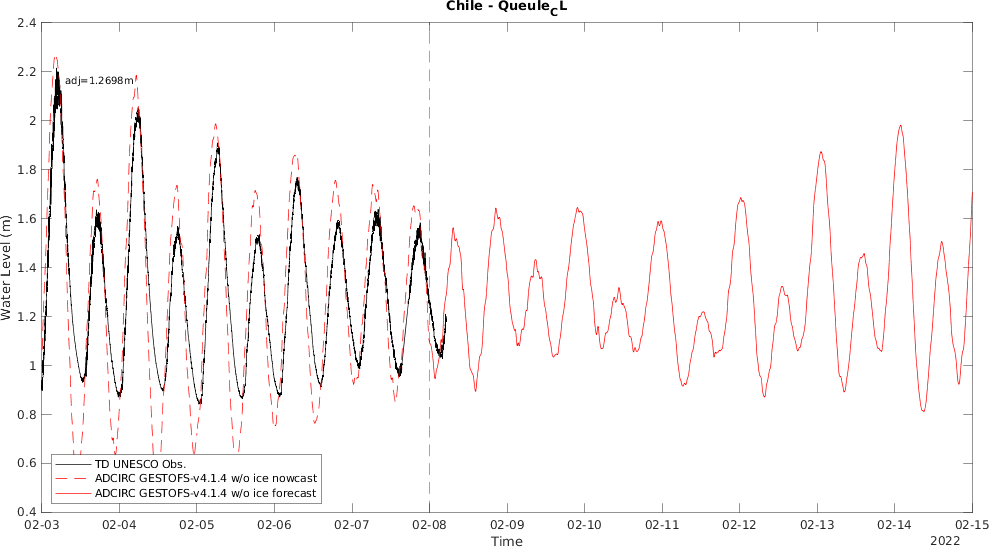 Chile - Queule_CL
adj=1.2698m
Water Level (m)
2.4
2.2
2
1.8
1.6
1.4
1.2
1
0.8
0.6
0.4
TD UNESCO Obs.
ADCIRC GESTOFS-v4.1.4 w/o ice nowcast
ADCIRC GESTOFS-v4.1.4 w/o ice forecast
02-03 02-04 02-05 02-06 02-07 02-08 02-09 02-10 02-11 02-12 02-13 02-14 02-15
Time
2022